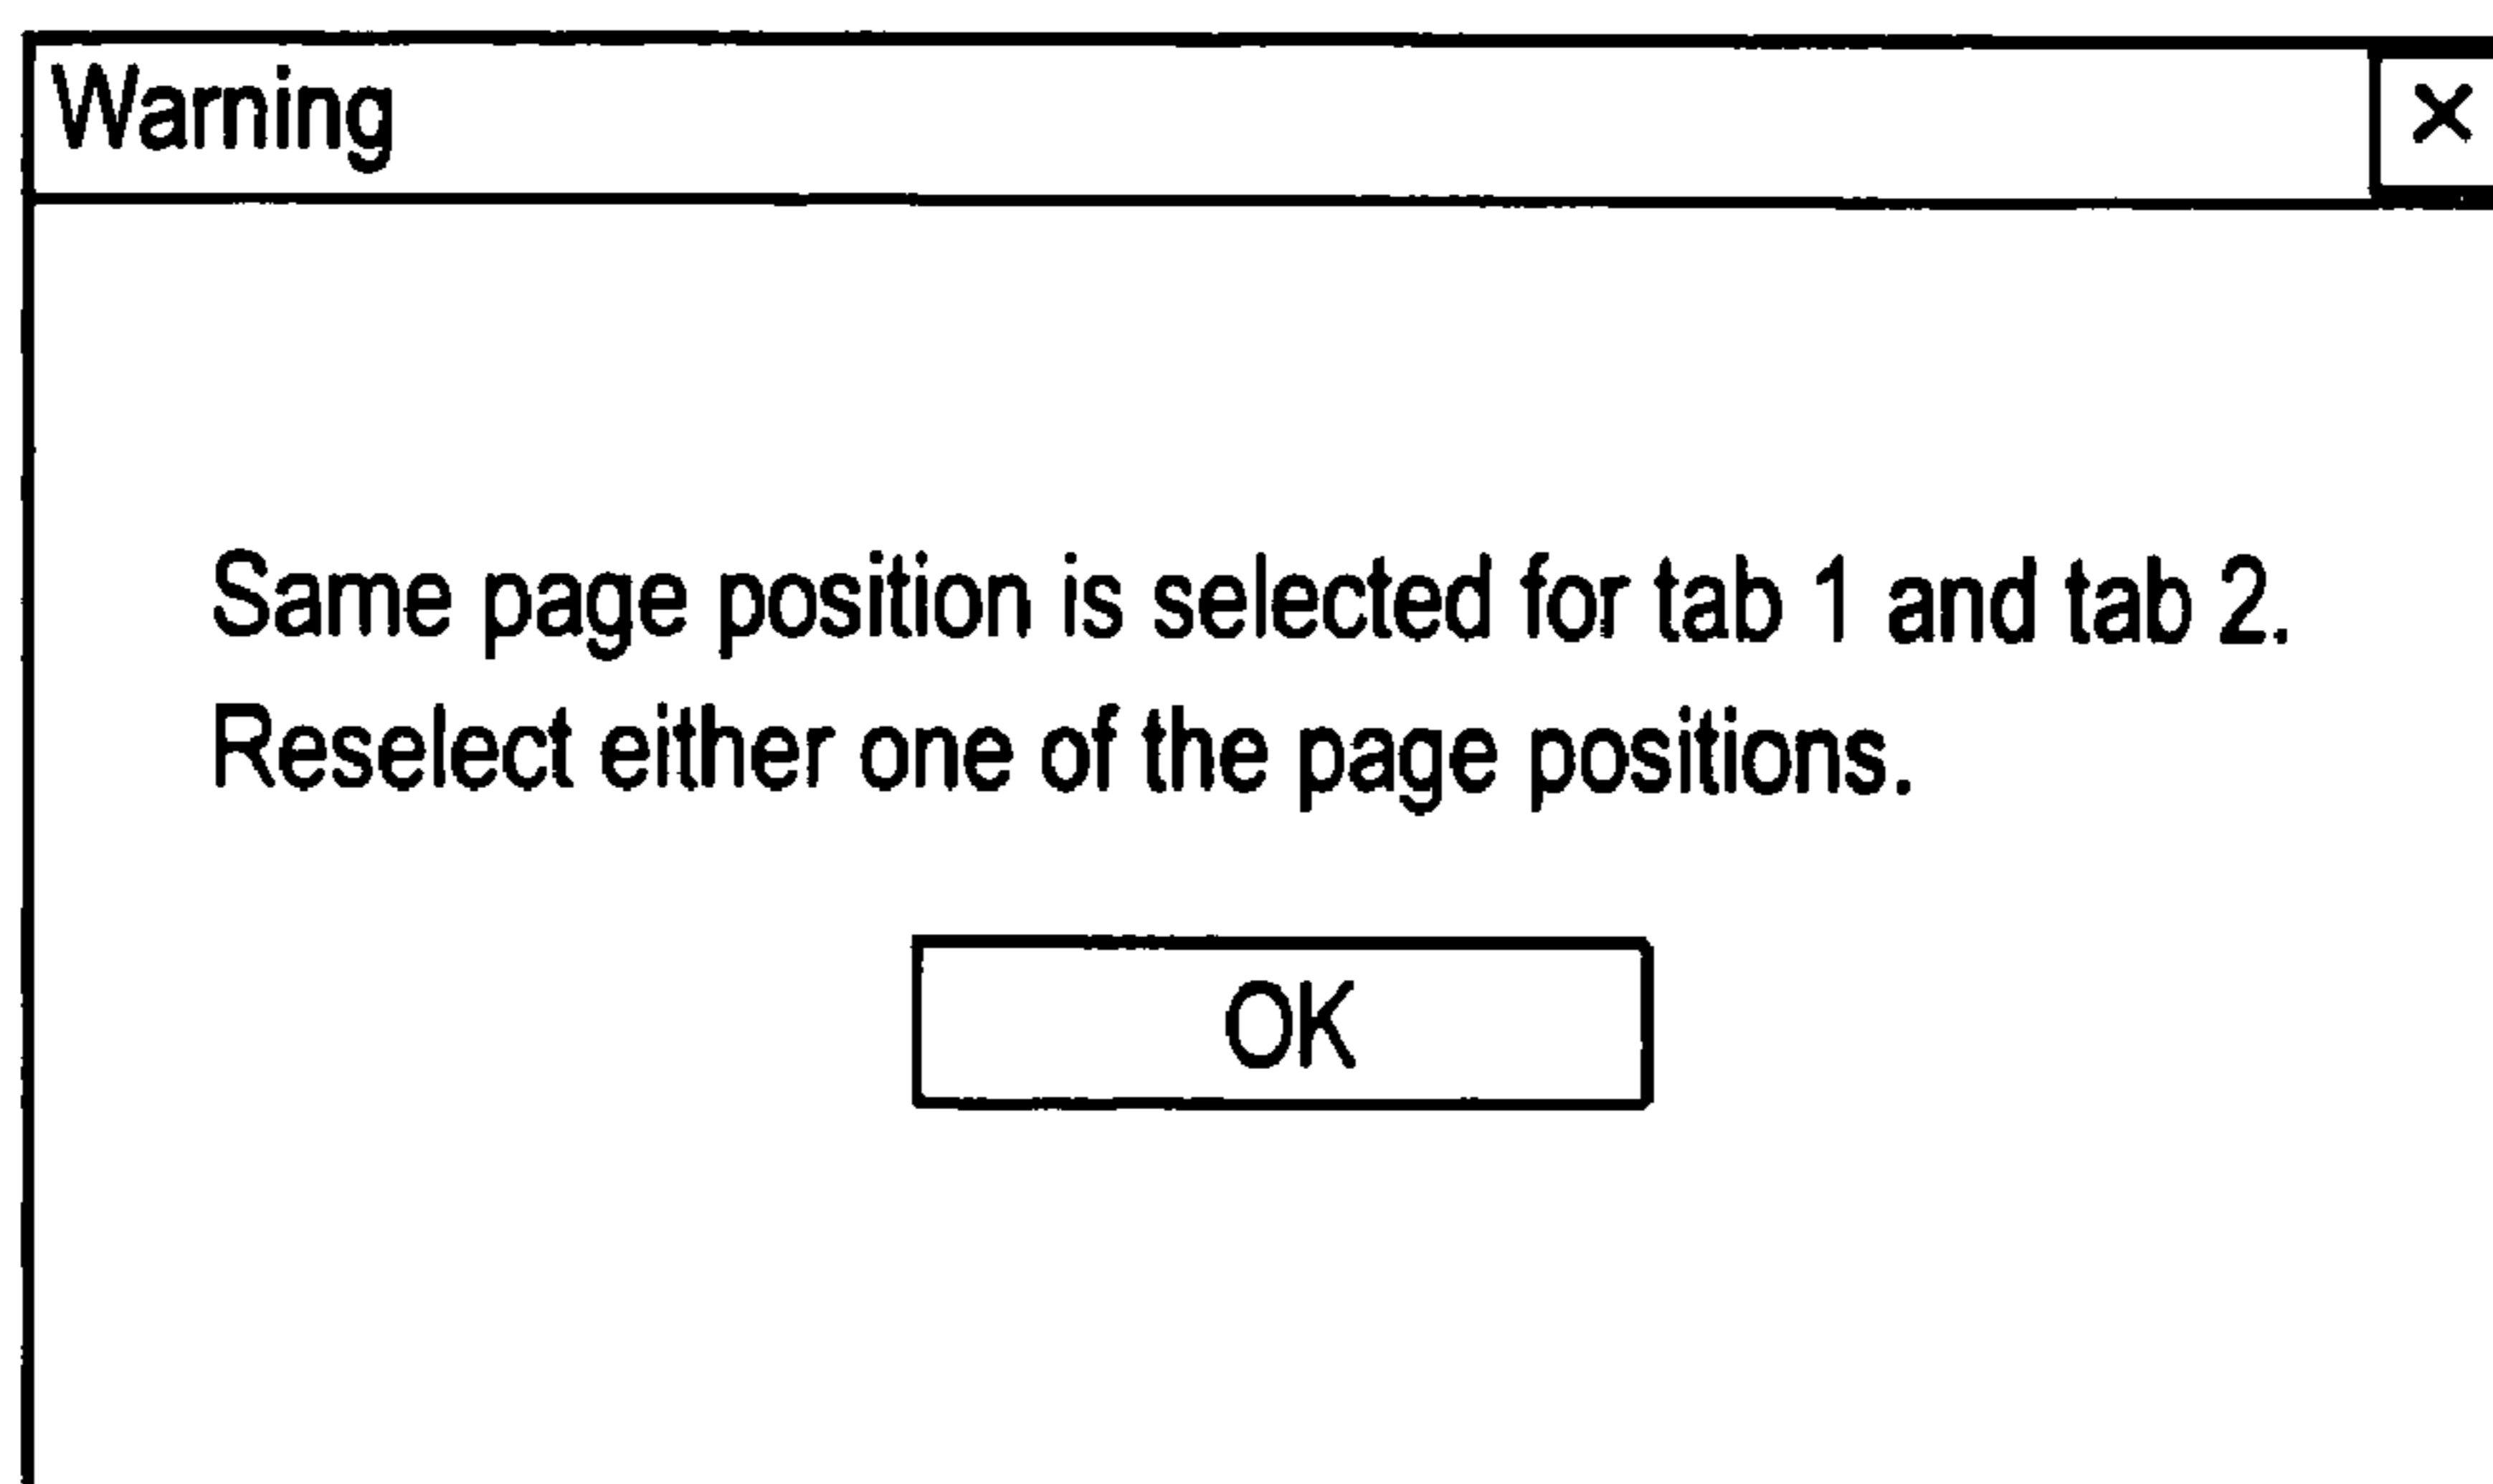 Warning ×
Same page position is selected for tab 1 and tab 2.
Reselect either one of the page positions.
OK